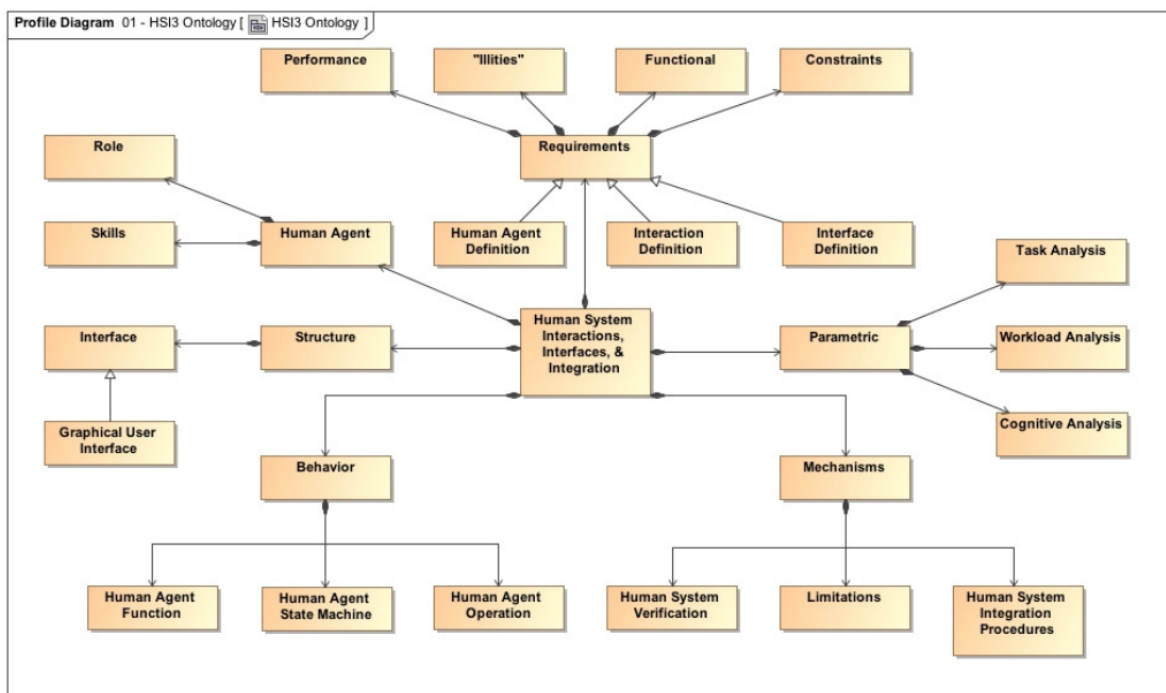 Profile Diagram 01 - HSI3 Ontology [ HSI3 Ontology ]
Performance
"Illities"
Functional
Constraints
Requirements
Role
Skills
Human Agent
Human Agent
Definition
Interaction
Definition
Interface
Definition
Task Analysis
Interface
Structure
Human System
Interactions,
Interfaces, &
Integration
Parametric
Workload Analysis
Graphical User
Interface
Cognitive Analysis
Behavior
Mechanisms
Human Agent
Function
Human Agent
State Machine
Human Agent
Operation
Human System
Verification
Limitations
Human System
Integration
Procedures